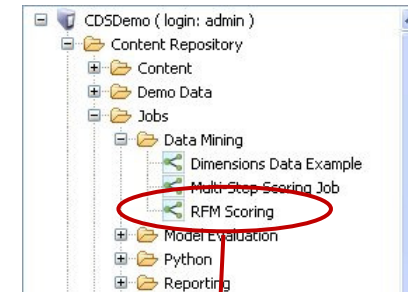 CDSDemo ( login: admin )
Content Repository
Content
Demo Data
Jobs
Data Mining
Dimensions Data Example
Multi-Step Scoring Job
RFM Scoring
Model Evaluation
Python
Reporting